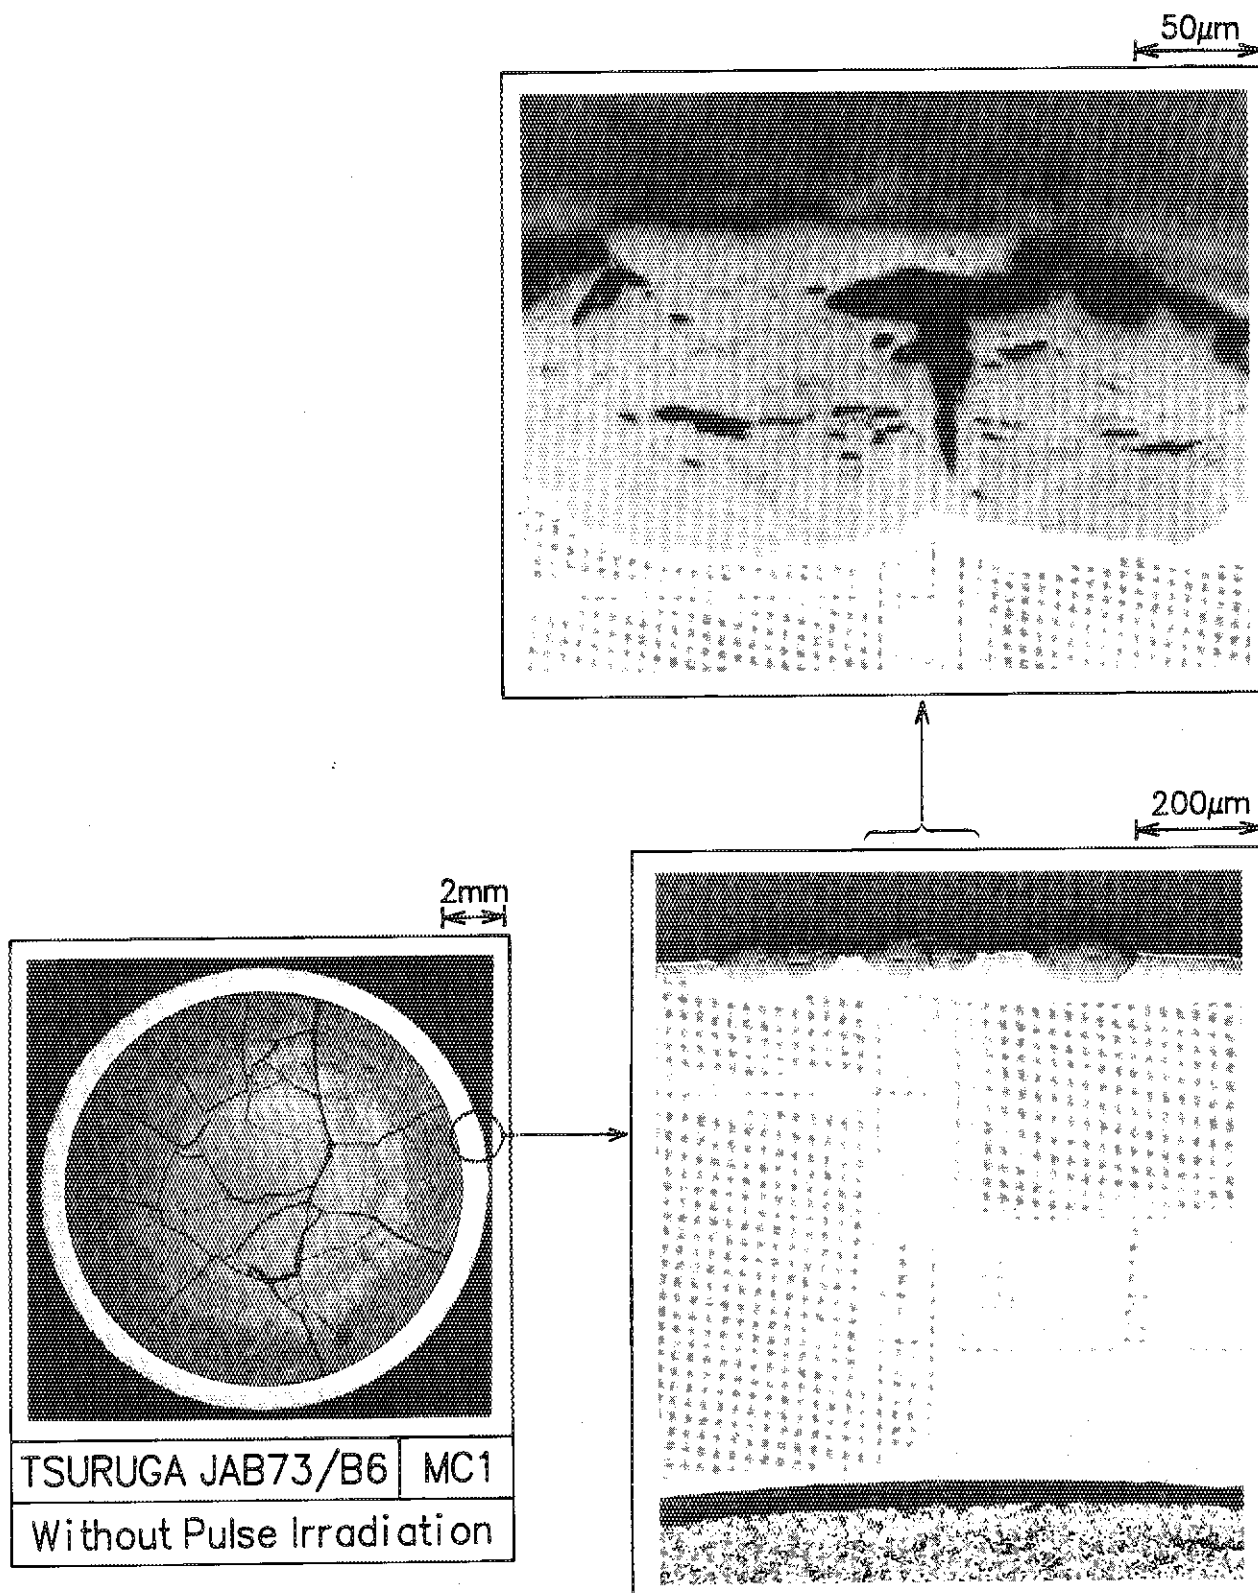 50μm
200μm
2mm
TSURUGA JAB73/B6 MC1
Without Pulse Irradiation